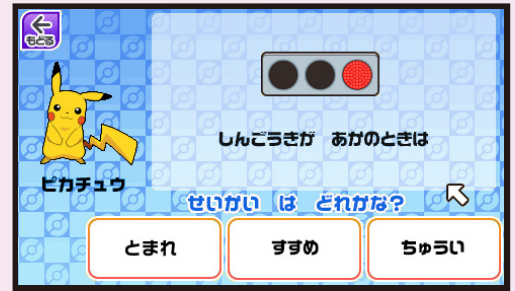 もどる
しんごうきが　あかのときは
ピカチュウ
せいかい　は　どれかな？
とまれ
すすめ
ちゅうい